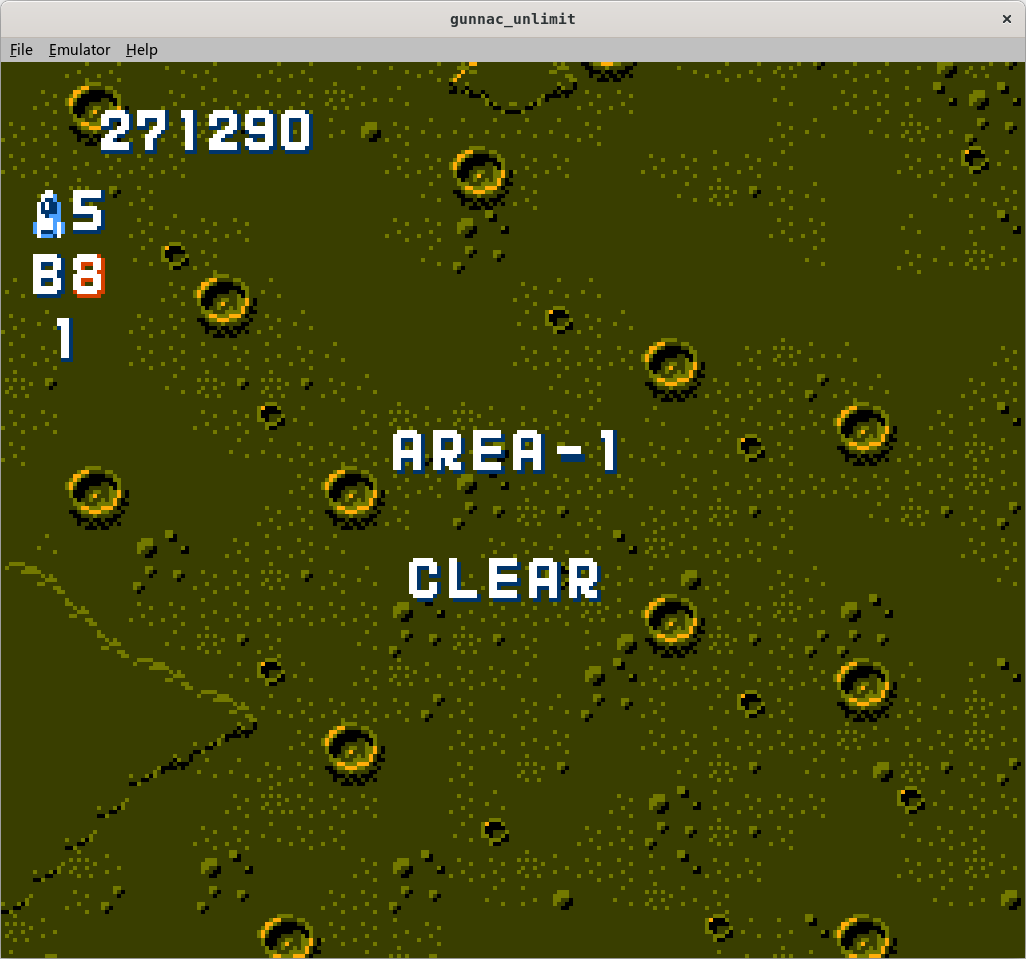 gunnac_unlimit
File Emulator Help
271290
5
B8
1
AREA-1
CLEAR